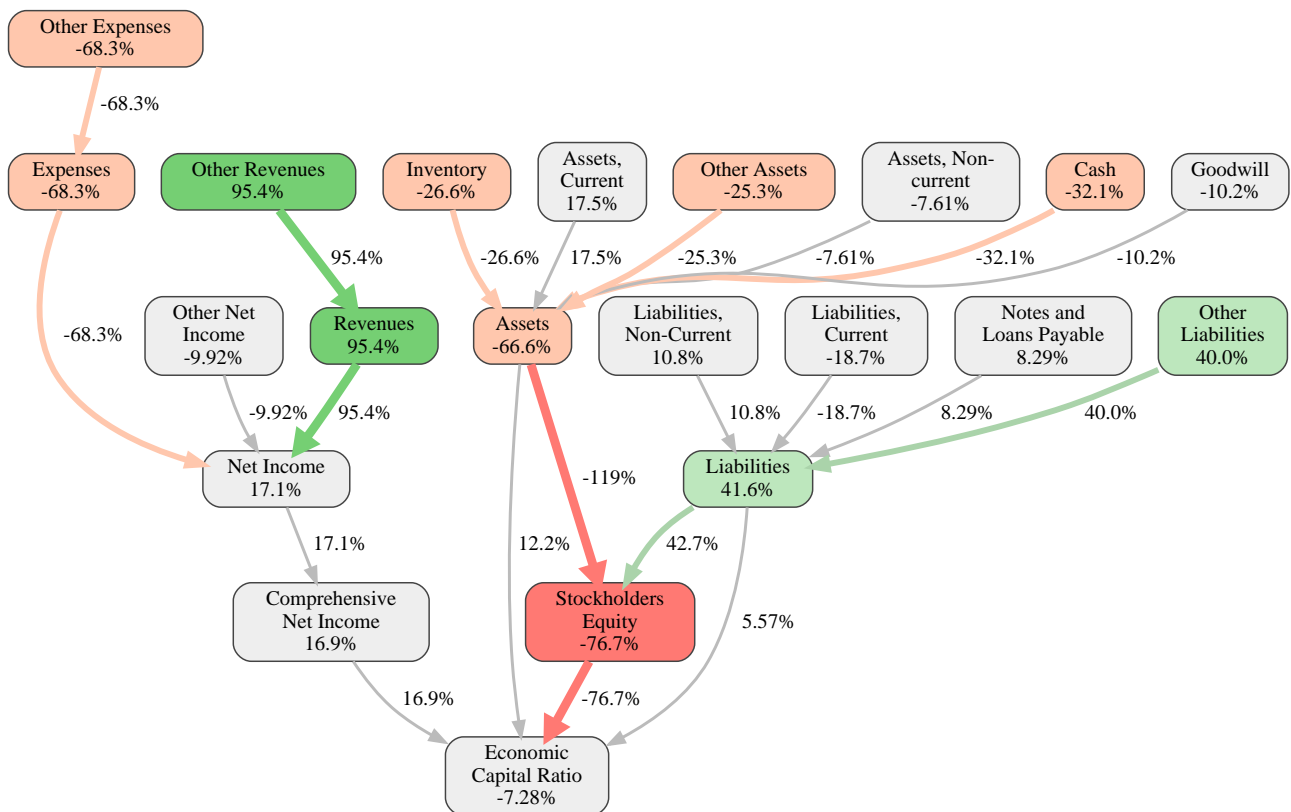 Other Expenses
-68.3%
-68.3%
Expenses
-68.3%
Other Revenues
95.4%
Inventory
-26.6%
Assets,
Current
17.5%
Other Assets
-25.3%
Assets, Non-
current
-7.61%
Cash
-32.1%
Goodwill
-10.2%
95.4%
-26.6%
17.5%
-25.3%
-7.61%
-32.1%
-10.2%
-68.3%
Other Net
Income
-9.92%
Revenues
95.4%
Assets
-66.6%
Liabilities,
Non-Current
10.8%
Liabilities,
Current
-18.7%
Notes and
Loans Payable
8.29%
Other
Liabilities
40.0%
-9.92%
95.4%
10.8%
-18.7%
8.29%
40.0%
Net Income
17.1%
-119%
Liabilities
41.6%
17.1%
12.2%
42.7%
Comprehensive
Net Income
16.9%
Stockholders
Equity
-76.7%
5.57%
16.9%
-76.7%
Economic
Capital Ratio
-7.28%